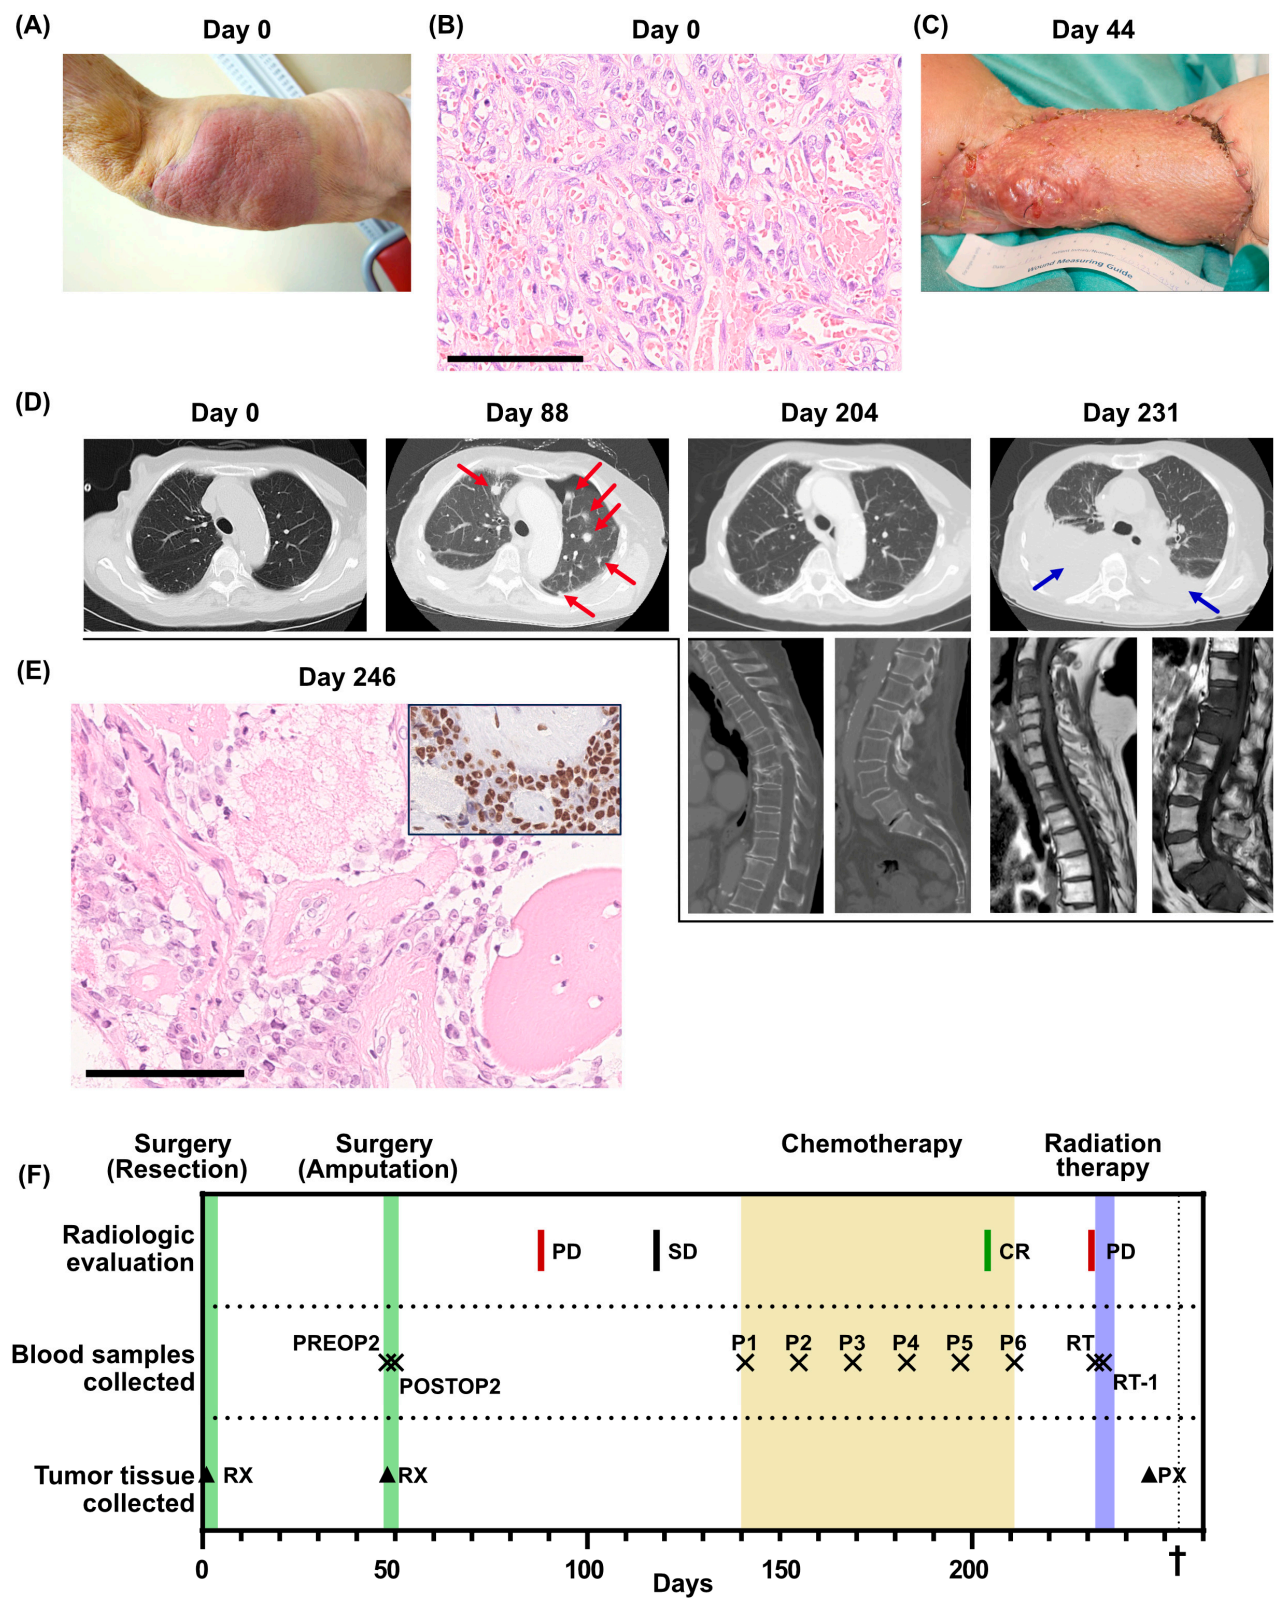 (A)
Day 0
(B)
Day 0
(C)
Day 44
Wound Measuring Guide
(D)
Day 0
Day 88
Day 204
Day 231
(E)
Day 246
(F)
Surgery
(Resection)
Surgery
(Amputation)
Chemotherapy
Radiation
therapy
Radiologic
evaluation
PD
SD
CR
PD
Blood samples
collected
PREOP2
POSTOP2
P1
P2
P3
P4
P5
P6
RT
RT-1
Tumor tissue
collected
RX
RX
PX
0
50
100
150
200
†
Days